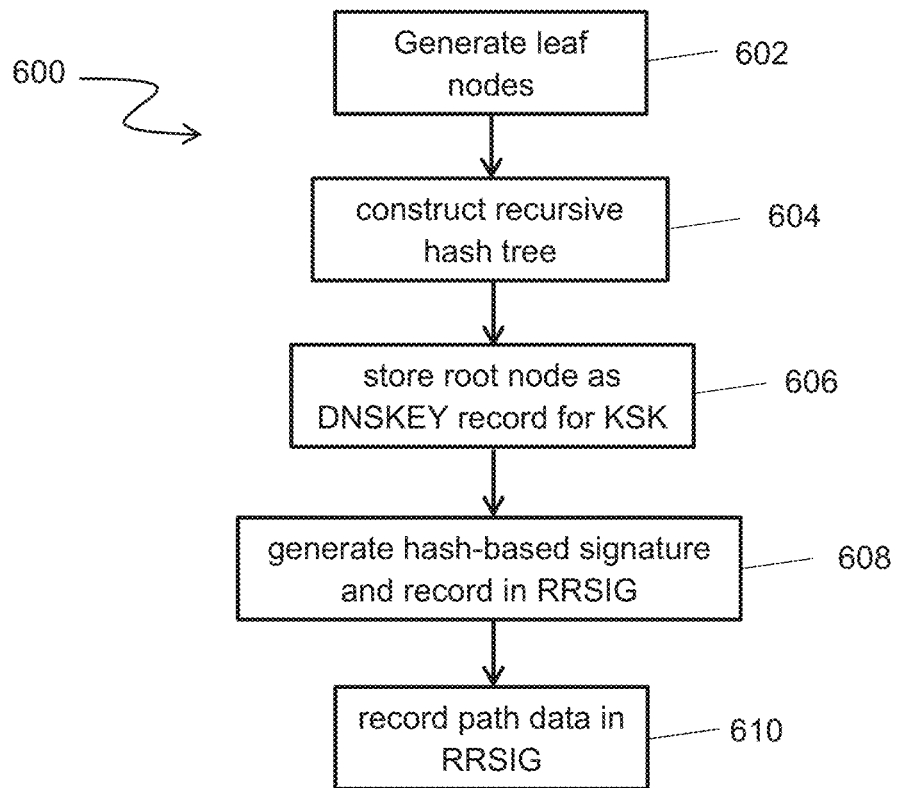 600
Generate leaf
nodes
602
construct recursive
hash tree
604
store root node as
DNSKEY record for KSK
606
generate hash-based signature
and record in RRSIG
608
record path data in
RRSIG
610